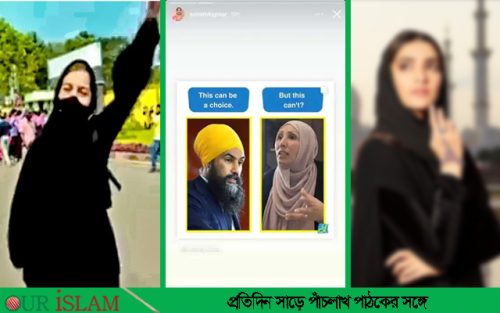 This can be
a choice.
But this
can't?
OUR ISLAM
প্রতিদিন সাড়ে পাঁচলাখ পাঠকের সঙ্গে